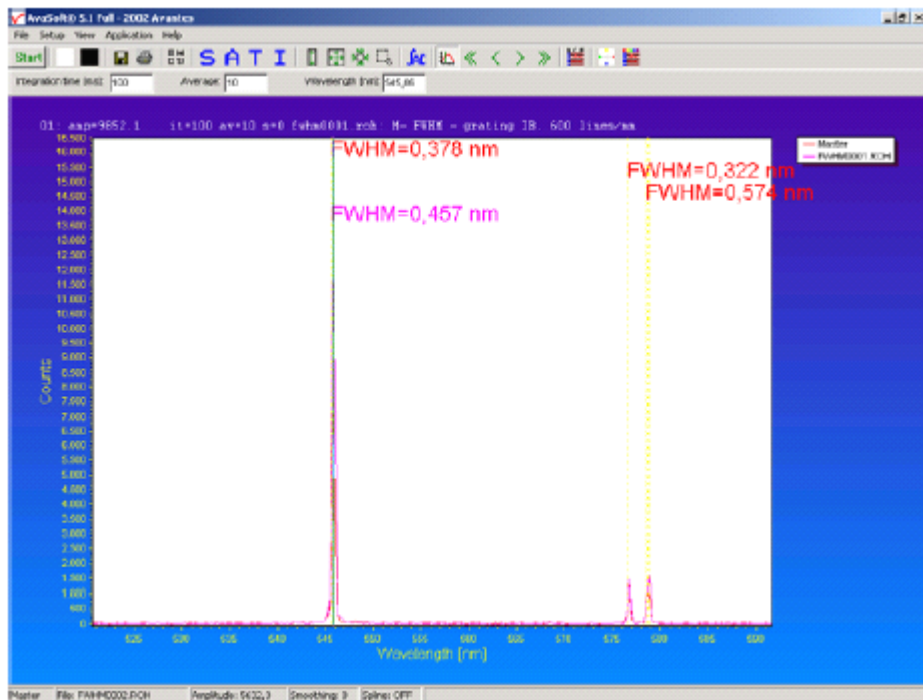 AvaSoft® 5.1 Full - 2002 Avantes
File Setup View Application Help
Start S A T I
Integration time [ms]: 100 Average: 10 Wavelength [nm]: 545,86
01: amp=9852.1 it=100 av=10 s=0 fwhm0001.roh: M- FWHM - grating IB. 600 lines/mm
Master
FWHM0001.ROH
FWHM=0,378 nm
FWHM=0,322 nm
FWHM=0,574 nm
FWHM=0,457 nm
16.500
16.000
15.500
15.000
14.500
14.000
13.500
13.000
12.500
12.000
11.500
11.000
10.500
10.000
9.500
9.000
8.500
8.000
7.500
7.000
6.500
6.000
5.500
5.000
4.500
4.000
3.500
3.000
2.500
2.000
1.500
1.000
500
0
Counts
525 530 535 540 545 550 555 560 565 570 575 580 585 590
Wavelength [nm]
Master File: FWHM0002.ROH Amplitude: 5632,3 Smoothing: 0 Spline: OFF